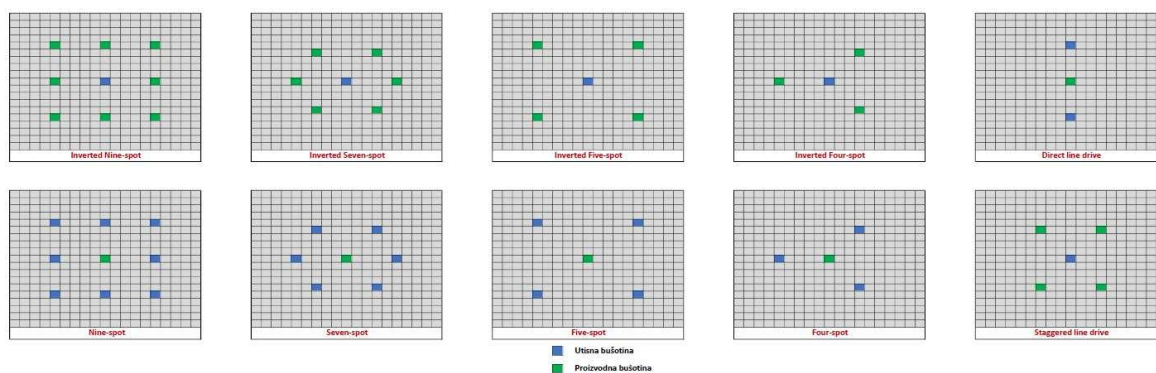 Inverted Nine-spot
Inverted Seven-spot
Inverted Five-spot
Inverted Four-spot
Direct line drive
Nine-spot
Seven-spot
Five-spot
Four-spot
Staggered line drive
Utisna bušotina
Proizvodna bušotina